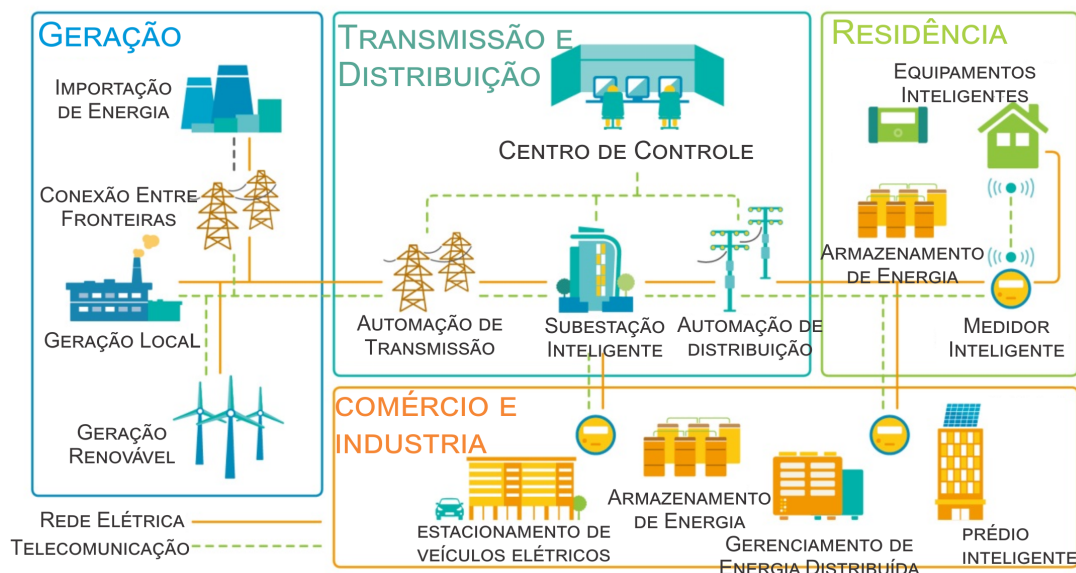 GERAÇÃO
IMPORTAÇÃO
DE ENERGIA
CONEXÃO ENTRE
FRONTEIRAS
GERAÇÃO LOCAL
GERAÇÃO
RENOVÁVEL
REDE ELÉTRICA
TELECOMUNICAÇÃO
TRANSMISSÃO E
DISTRIBUIÇÃO
CENTRO DE CONTROLE
AUTOMAÇÃO DE
TRANSMISSÃO
SUBESTAÇÃO
INTELIGENTE
AUTOMAÇÃO DE
DISTRIBUIÇÃO
RESIDÊNCIA
EQUIPAMENTOS
INTELIGENTES
ARMAZENAMENTO
DE ENERGIA
MEDIDOR
INTELIGENTE
COMÉRCIO E
INDUSTRIA
ESTACIONAMENTO DE
VEÍCULOS ELÉTRICOS
ARMAZENAMENTO
DE ENERGIA
GERENCIAMENTO DE
ENERGIA DISTRIBUÍDA
PRÉDIO
INTELIGENTE